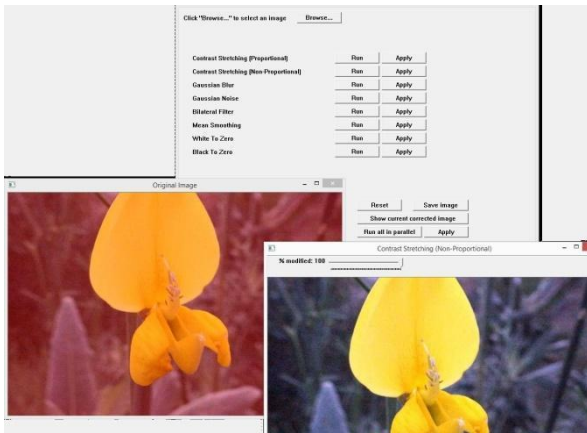 Click "Browse..." to select an image Browse...
Contrast Stretching (Proportional) Run Apply
Contrast Stretching (Non-Proportional) Run Apply
Gaussian Blur Run Apply
Gaussian Noise Run Apply
Bilateral Filter Run Apply
Mean Smoothing Run Apply
White To Zero Run Apply
Black To Zero Run Apply
Original Image
Reset Save image
Show current corrected image
Run all in parallel Apply
Contrast Stretching (Non-Proportional)
% modified: 100